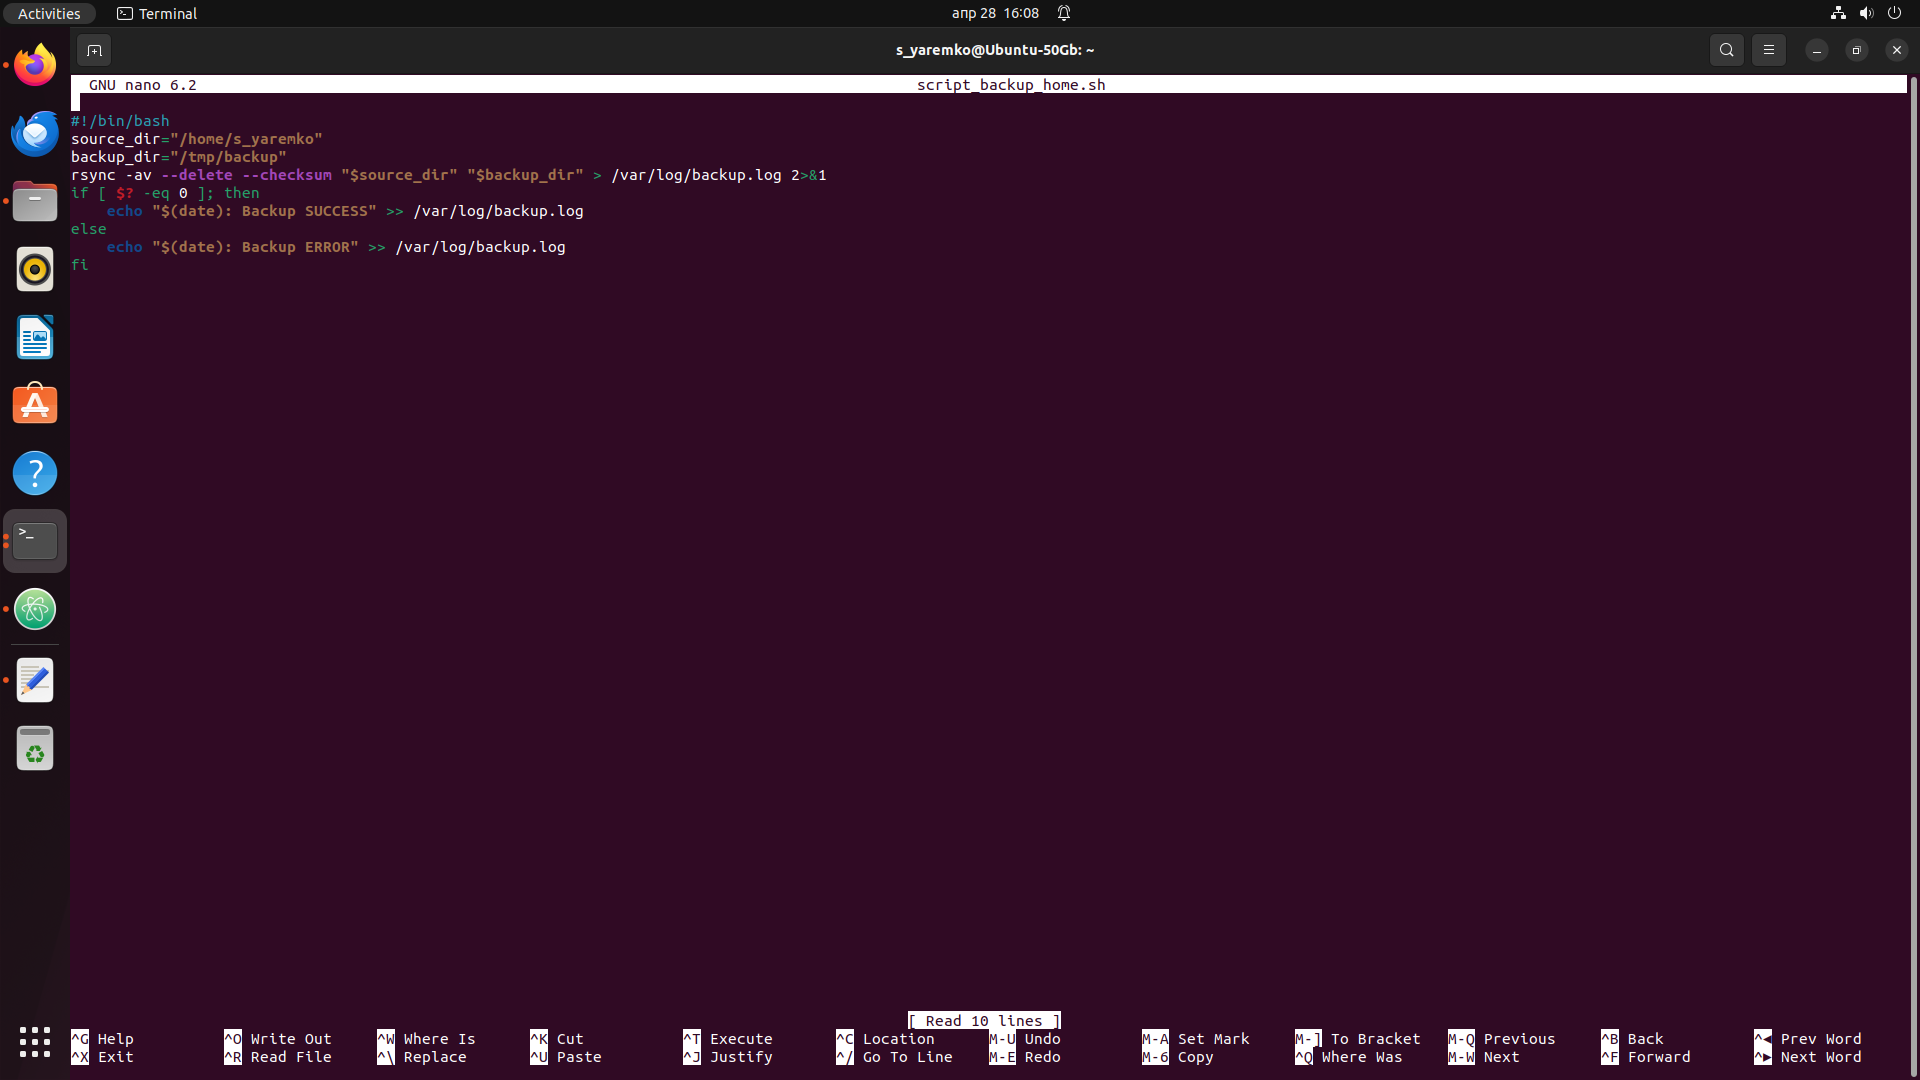 Activities Terminal апр 28 16:08
s_yaremko@Ubuntu-50Gb: ~
GNU nano 6.2 script_backup_home.sh
#!/bin/bash
source_dir="/home/s_yaremko"
backup_dir="/tmp/backup"
rsync -av --delete --checksum "$source_dir" "$backup_dir" > /var/log/backup.log 2>&1
if [ $? -eq 0 ]; then
    echo "$(date): Backup SUCCESS" >> /var/log/backup.log
else
    echo "$(date): Backup ERROR" >> /var/log/backup.log
fi
[ Read 10 lines ]
^G Help ^O Write Out ^W Where Is ^K Cut ^T Execute ^C Location M-U Undo M-A Set Mark M-] To Bracket M-Q Previous ^B Back ^◀ Prev Word
^X Exit ^R Read File ^\ Replace ^U Paste ^J Justify ^/ Go To Line M-E Redo M-6 Copy ^Q Where Was M-W Next ^F Forward ^▶ Next Word